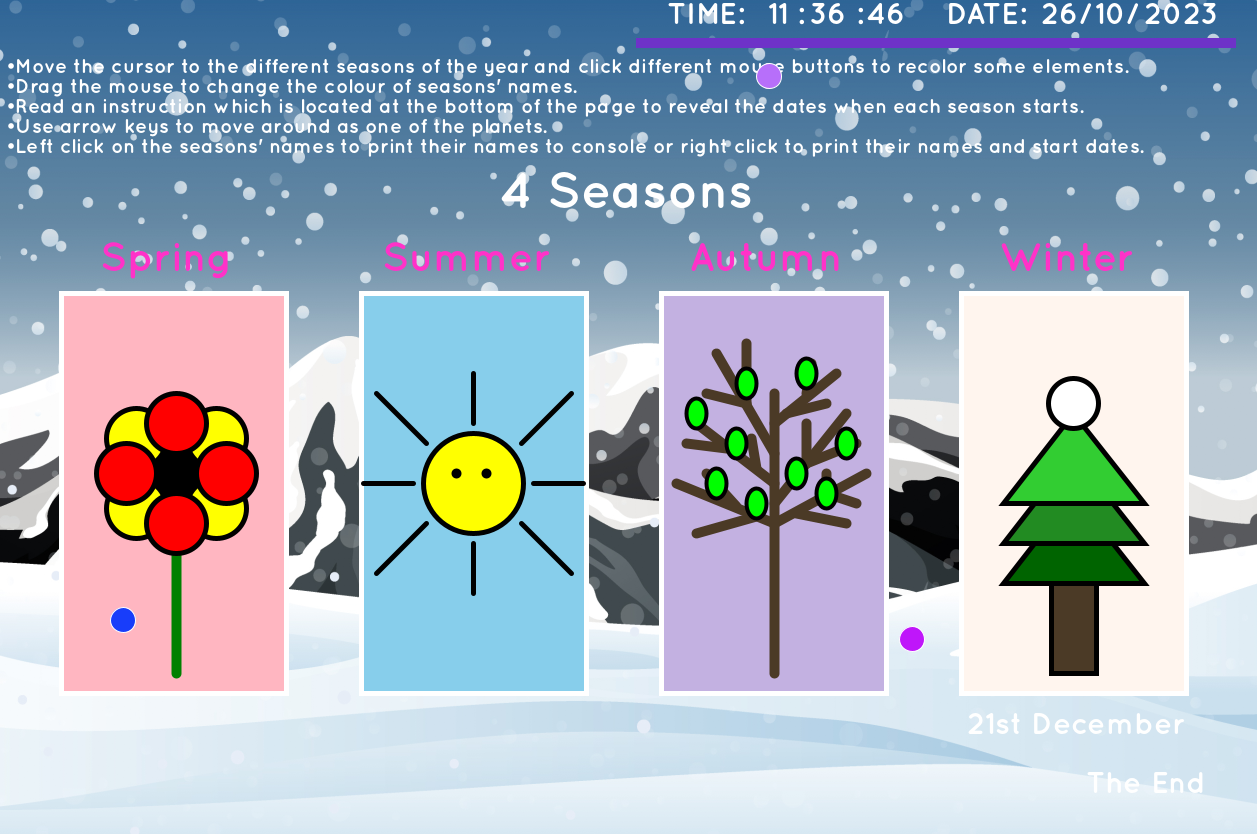 TIME: 11 :36 :46 DATE: 26/10/2023
•Move the cursor to the different seasons of the year and click different mouse buttons to recolor some elements.
•Drag the mouse to change the colour of seasons' names.
•Read an instruction which is located at the bottom of the page to reveal the dates when each season starts.
•Use arrow keys to move around as one of the planets.
•Left click on the seasons' names to print their names to console or right click to print their names and start dates.
4 Seasons
Spring Summer Autumn Winter
21st December
The End